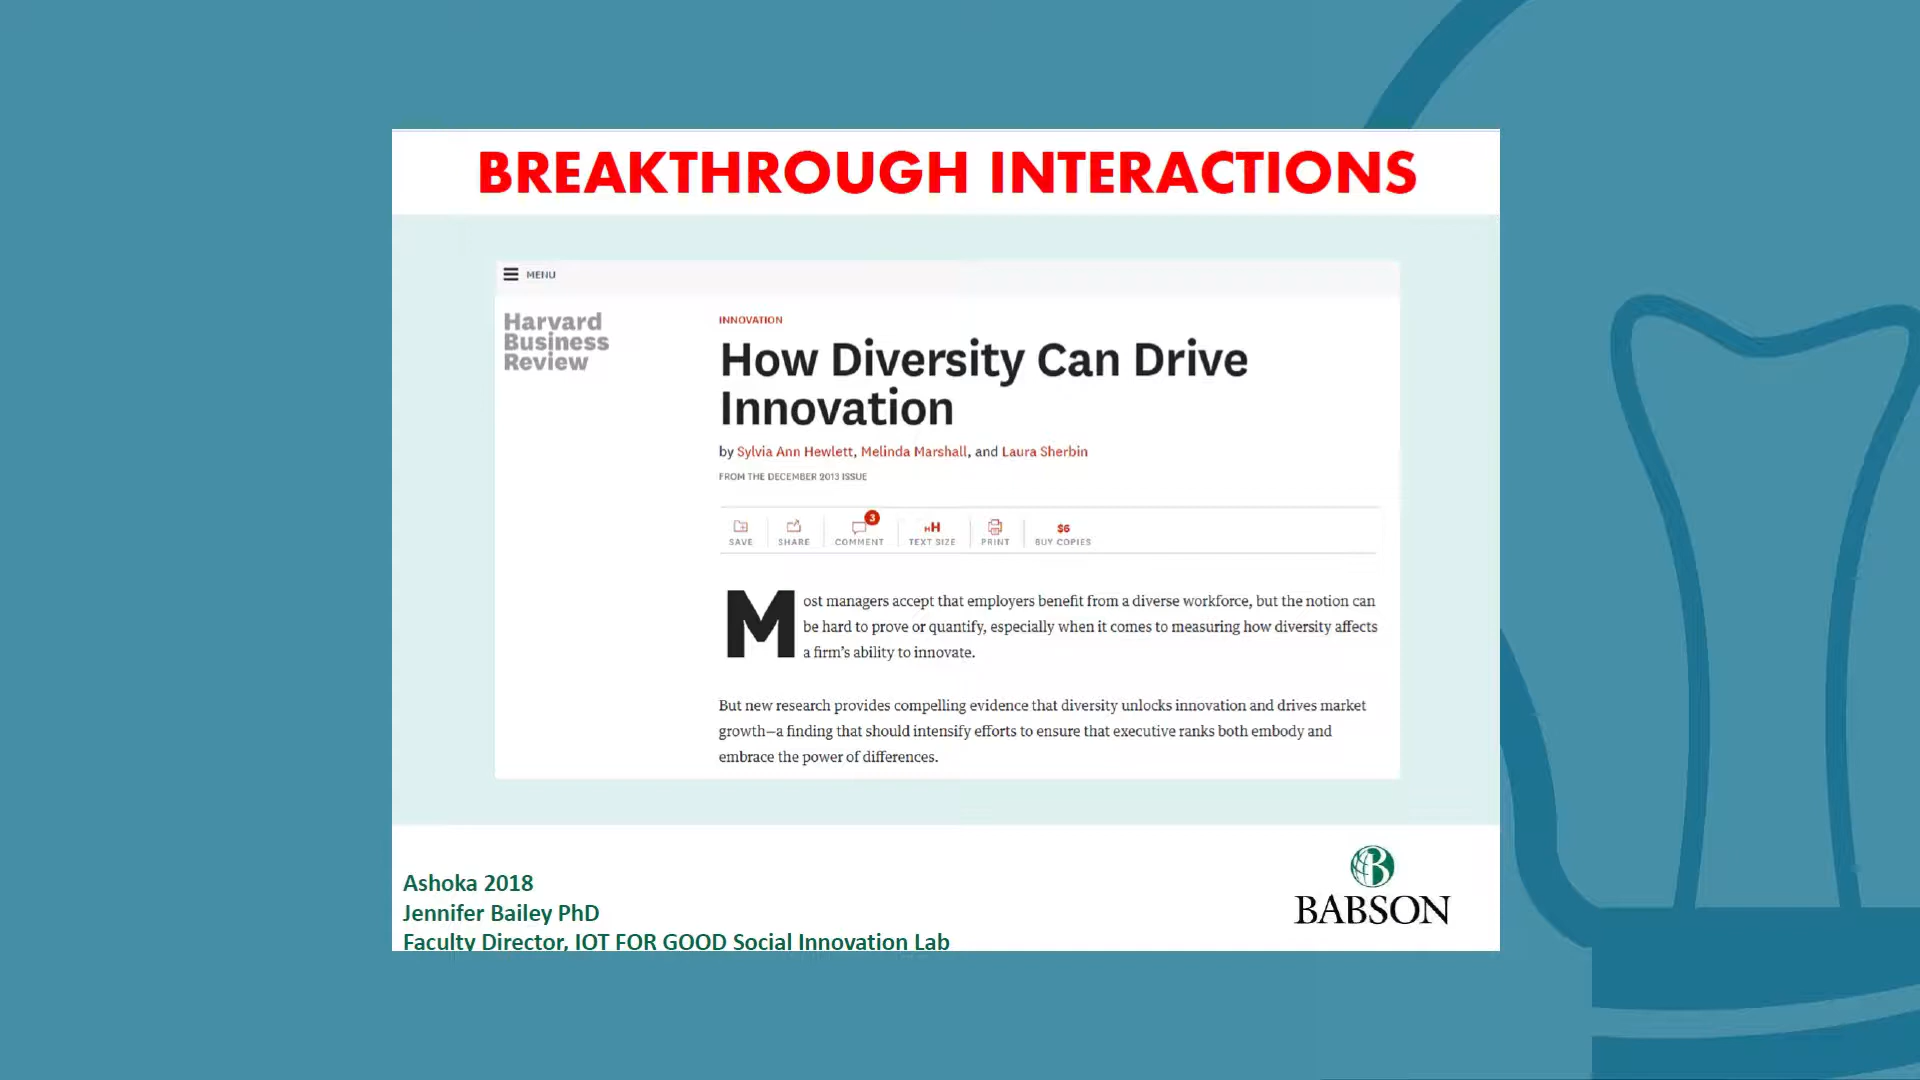 BREAKTHROUGH INTERACTIONS
MENU
Harvard
Business
Review
INNOVATION
How Diversity Can Drive
Innovation
by Sylvia Ann Hewlett, Melinda Marshall, and Laura Sherbin
FROM THE DECEMBER 2013 ISSUE
3
HH
$6
SAVE SHARE COMMENT TEXT SIZE PRINT BUY COPIES
Most managers accept that employers benefit from a diverse workforce, but the notion can
be hard to prove or quantify, especially when it comes to measuring how diversity affects
a firm's ability to innovate.
But new research provides compelling evidence that diversity unlocks innovation and drives market
growth—a finding that should intensify efforts to ensure that executive ranks both embody and
embrace the power of differences.
Ashoka 2018
Jennifer Bailey PhD
Faculty Director, IOT FOR GOOD Social Innovation Lab
B
BABSON